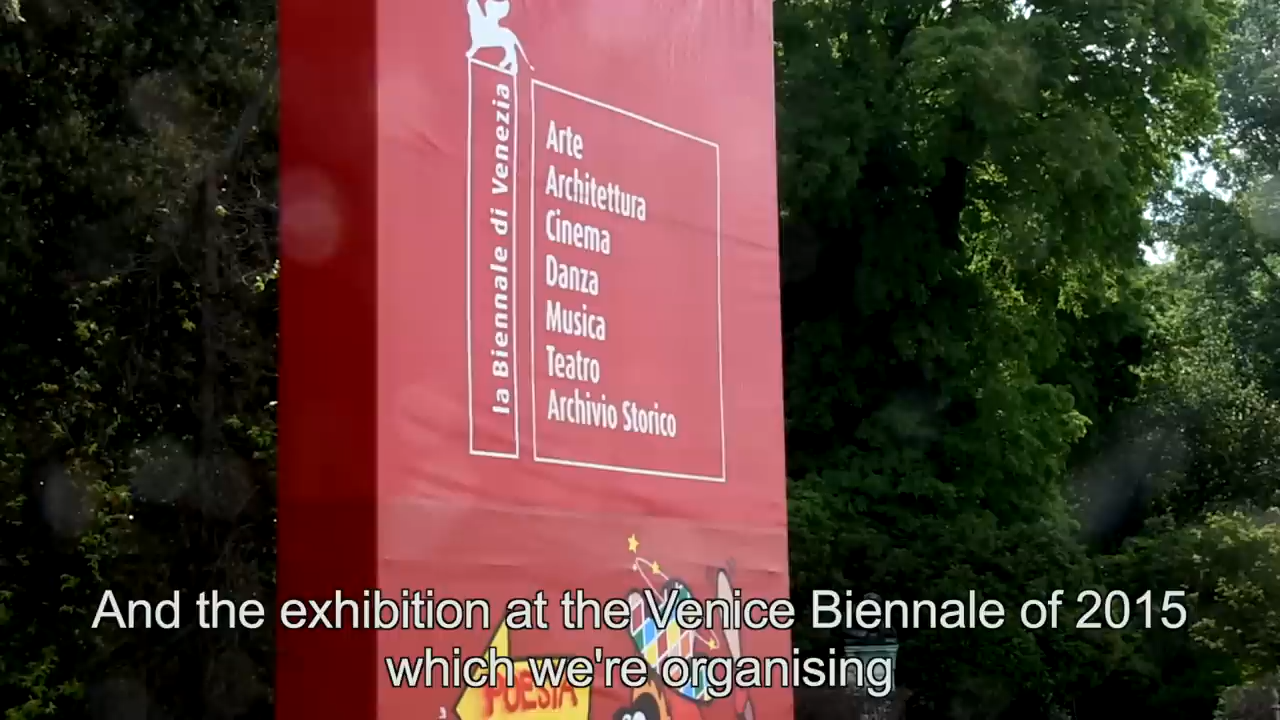 la Biennale di Venezia
Arte
Architettura
Cinema
Danza
Musica
Teatro
Archivio Storico
POESIA
And the exhibition at the Venice Biennale of 2015
which we're organising